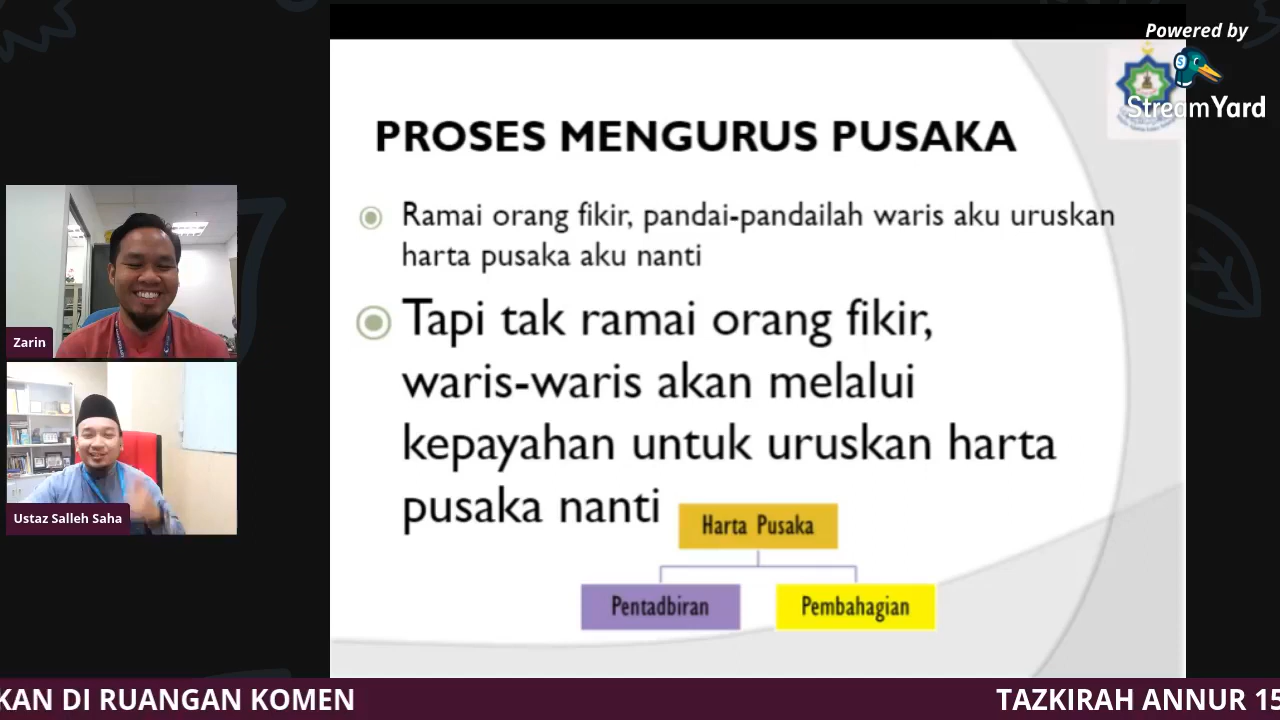 Powered by
StreamYard
PROSES MENGURUS PUSAKA
Ramai orang fikir, pandai-pandailah waris aku uruskan
harta pusaka aku nanti
Tapi tak ramai orang fikir,
waris-waris akan melalui
kepayahan untuk uruskan harta
pusaka nanti
Harta Pusaka
Pentadbiran
Pembahagian
Zarin
Ustaz Salleh Saha
KAN DI RUANGAN KOMEN
TAZKIRAH ANNUR 15